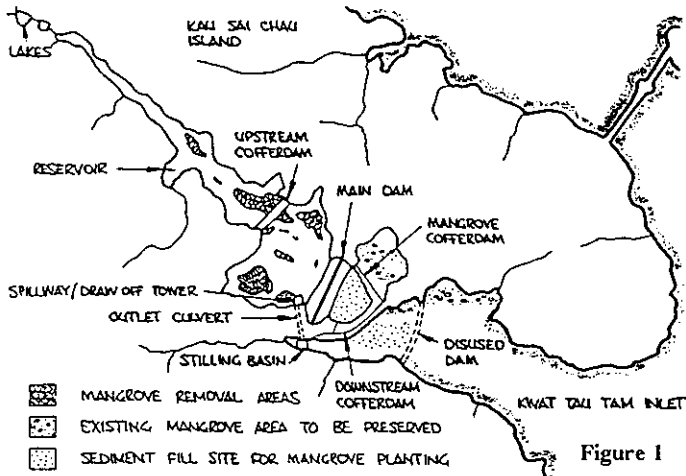 LAKES
KAU SAI CHAU
ISLAND
UPSTREAM
COFFERDAM
RESERVOIR
MAIN DAM
MANGROVE
COFFERDAM
SPILLWAY/DRAW OFF TOWER
OUTLET CULVERT
DISUSED
DAM
STILLING BASIN
DOWNSTREAM
COFFERDAM
KWAT TAU TAM INLET
MANGROVE REMOVAL AREAS
EXISTING MANGROVE AREA TO BE PRESERVED
SEDIMENT FILL SITE FOR MANGROVE PLANTING
Figure 1